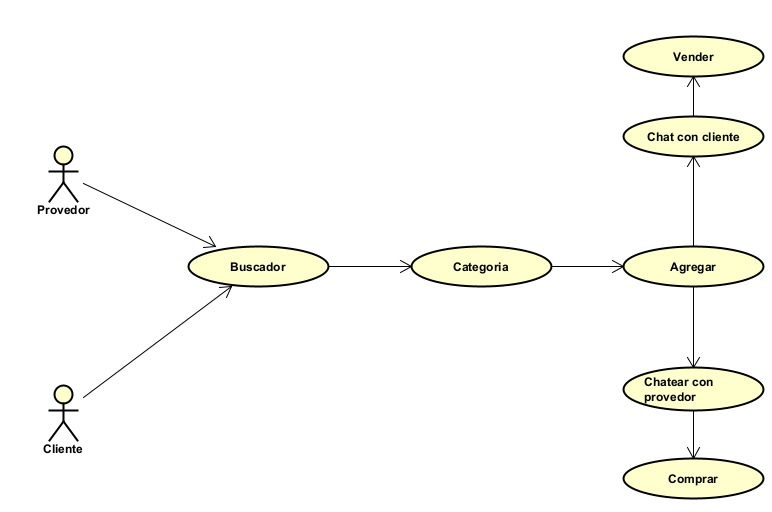 Vender
Chat con cliente
Provedor
Buscador
Categoria
Agregar
Chatear con
provedor
Cliente
Comprar